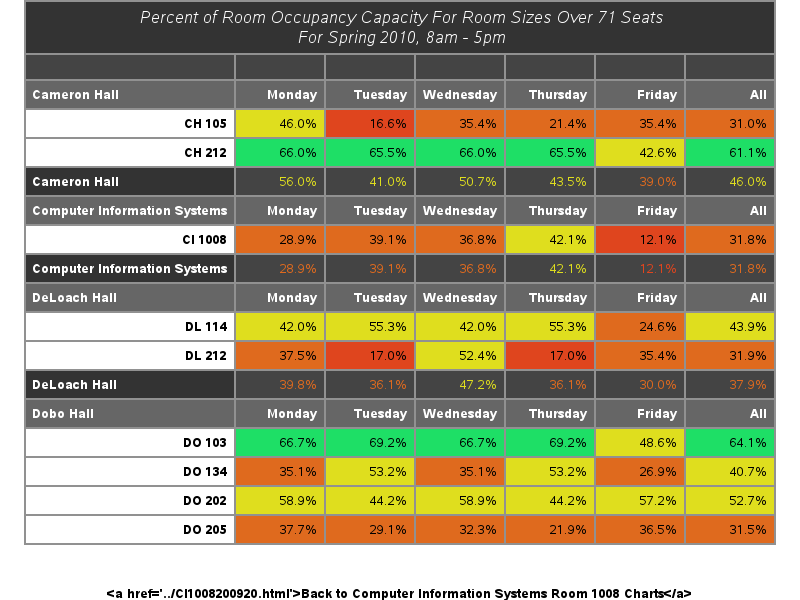 Percent of Room Occupancy Capacity For Room Sizes Over 71 Seats
For Spring 2010, 8am - 5pm
Cameron Hall Monday Tuesday Wednesday Thursday Friday All
CH 105 46.0% 16.6% 35.4% 21.4% 35.4% 31.0%
CH 212 66.0% 65.5% 66.0% 65.5% 42.6% 61.1%
Cameron Hall 56.0% 41.0% 50.7% 43.5% 39.0% 46.0%
Computer Information Systems Monday Tuesday Wednesday Thursday Friday All
CI 1008 28.9% 39.1% 36.8% 42.1% 12.1% 31.8%
Computer Information Systems 28.9% 39.1% 36.8% 42.1% 12.1% 31.8%
DeLoach Hall Monday Tuesday Wednesday Thursday Friday All
DL 114 42.0% 55.3% 42.0% 55.3% 24.6% 43.9%
DL 212 37.5% 17.0% 52.4% 17.0% 35.4% 31.9%
DeLoach Hall 39.8% 36.1% 47.2% 36.1% 30.0% 37.9%
Dobo Hall Monday Tuesday Wednesday Thursday Friday All
DO 103 66.7% 69.2% 66.7% 69.2% 48.6% 64.1%
DO 134 35.1% 53.2% 35.1% 53.2% 26.9% 40.7%
DO 202 58.9% 44.2% 58.9% 44.2% 57.2% 52.7%
DO 205 37.7% 29.1% 32.3% 21.9% 36.5% 31.5%
&lt;a href='../CI1008200920.html'&gt;Back to Computer Information Systems Room 1008 Charts&lt;/a&gt;